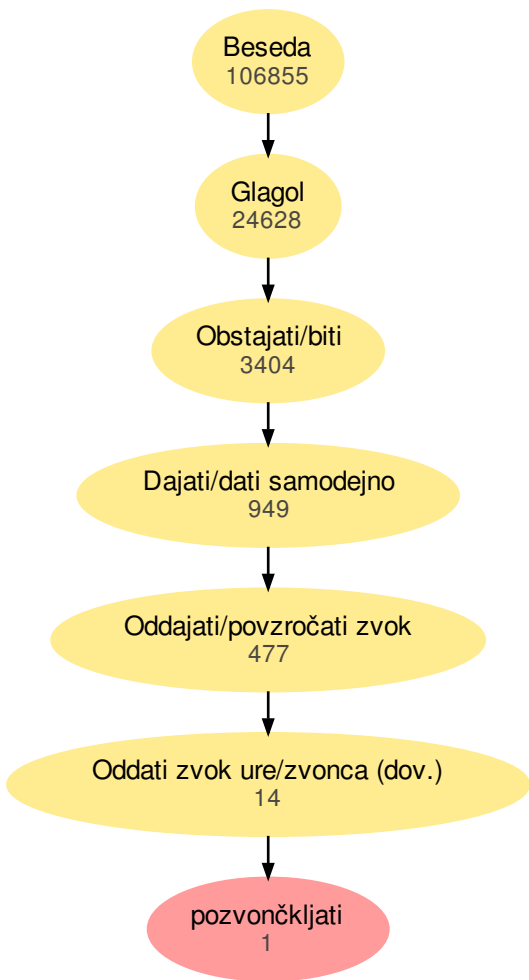 Beseda
106855
Glagol
24628
Obstajati/biti
3404
Dajati/dati samodejno
949
Oddajati/povzročati zvok
477
Oddati zvok ure/zvonca (dov.)
14
pozvončkljati
1